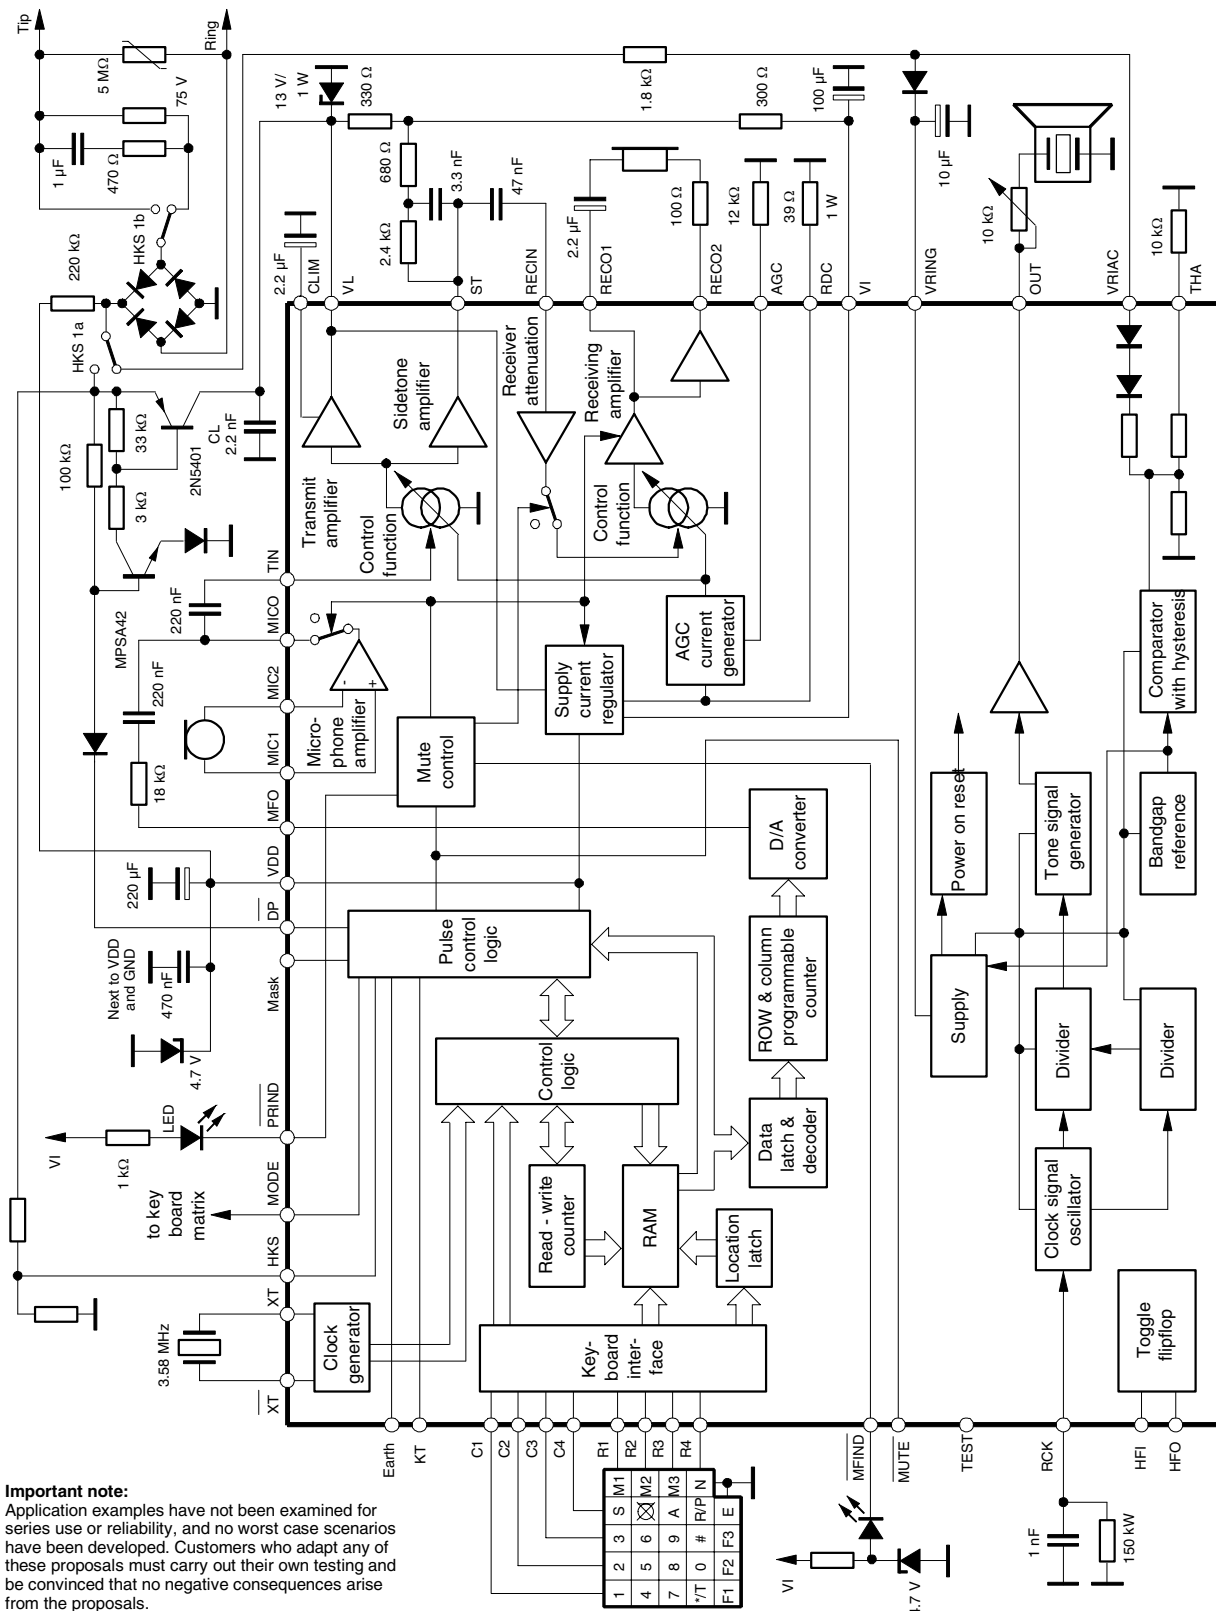 Tip
Ring
5 MΩ
75 V
1 µF
470 Ω
HKS 1b
220 kΩ
HKS 1a
13 V/
1 W
330 Ω
1.8 kΩ
300 Ω
100 µF
680 Ω
3.3 nF
47 nF
2.4 kΩ
2.2 µF
2.2 µF
100 Ω
12 kΩ
39 Ω
1 W
10 µF
10 kΩ
10 kΩ
CLIM
VL
ST
RECIN
RECO1
RECO2
AGC
RDC
VI
VRING
OUT
VRIAC
THA
100 kΩ
33 kΩ
3 kΩ
2N5401
CL
2.2 nF
MPSA42
220 nF
220 nF
18 kΩ
TIN
MICO
MIC2
MIC1
MFO
VDD
DP
Mask
PRIND
MODE
HKS
XT
XT
220 µF
Next to VDD
and GND
470 nF
4.7 V
LED
VI
1 kΩ
to key
board
matrix
3.58 MHz
Transmit
amplifier
Sidetone
amplifier
Control
function
Receiver
attenuation
Receiving
amplifier
Control
function
Micro-
phone
amplifier
-
+
Mute
control
Supply
current
regulator
AGC
current
generator
Pulse
control
logic
D/A
converter
ROW & column
programmable
counter
Data
latch &
decoder
Control
logic
Read - write
counter
RAM
Location
latch
Key-
board
inter-
face
Clock
generator
Comparator
with hysteresis
Power on reset
Tone signal
generator
Bandgap
reference
Supply
Divider
Divider
Clock signal
oscillator
Toggle
flipflop
Earth
KT
C1
C2
C3
C4
R1
R2
R3
R4
MFIND
MUTE
TEST
RCK
HFI
HFO
1 2 3 S M1
4 5 6 M2
7 8 9 A M3
*/T 0 # R/P N
F1 F2 F3 E
VI
4.7 V
1 nF
150 kW
Important note:
Application examples have not been examined for
series use or reliability, and no worst case scenarios
have been developed. Customers who adapt any of
these proposals must carry out their own testing and
be convinced that no negative consequences arise
from the proposals.